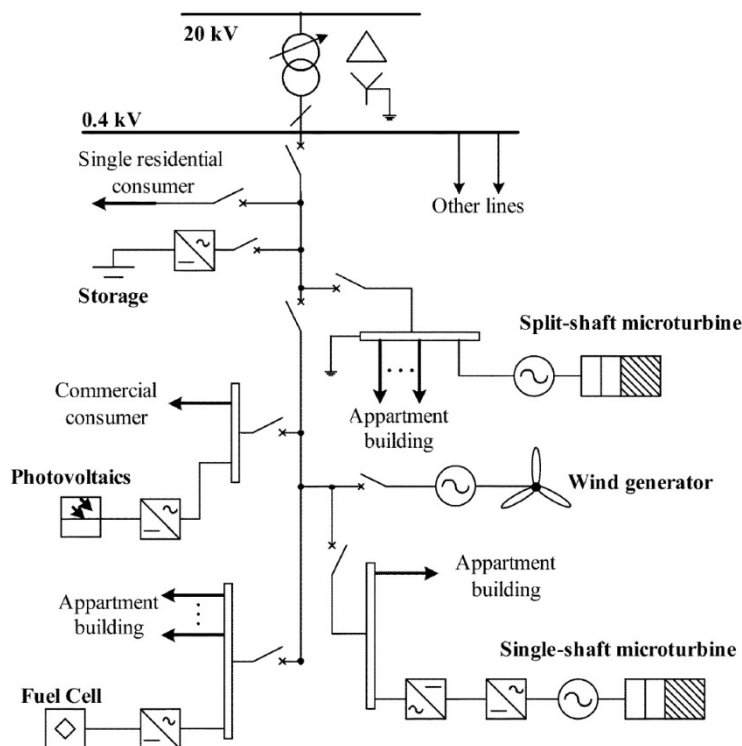 20 kV
0.4 kV
Single residential
consumer
Other lines
Storage
Split-shaft microturbine
Commercial
consumer
Appartment
building
Photovoltaics
Wind generator
Appartment
building
Appartment
building
Single-shaft microturbine
Fuel Cell